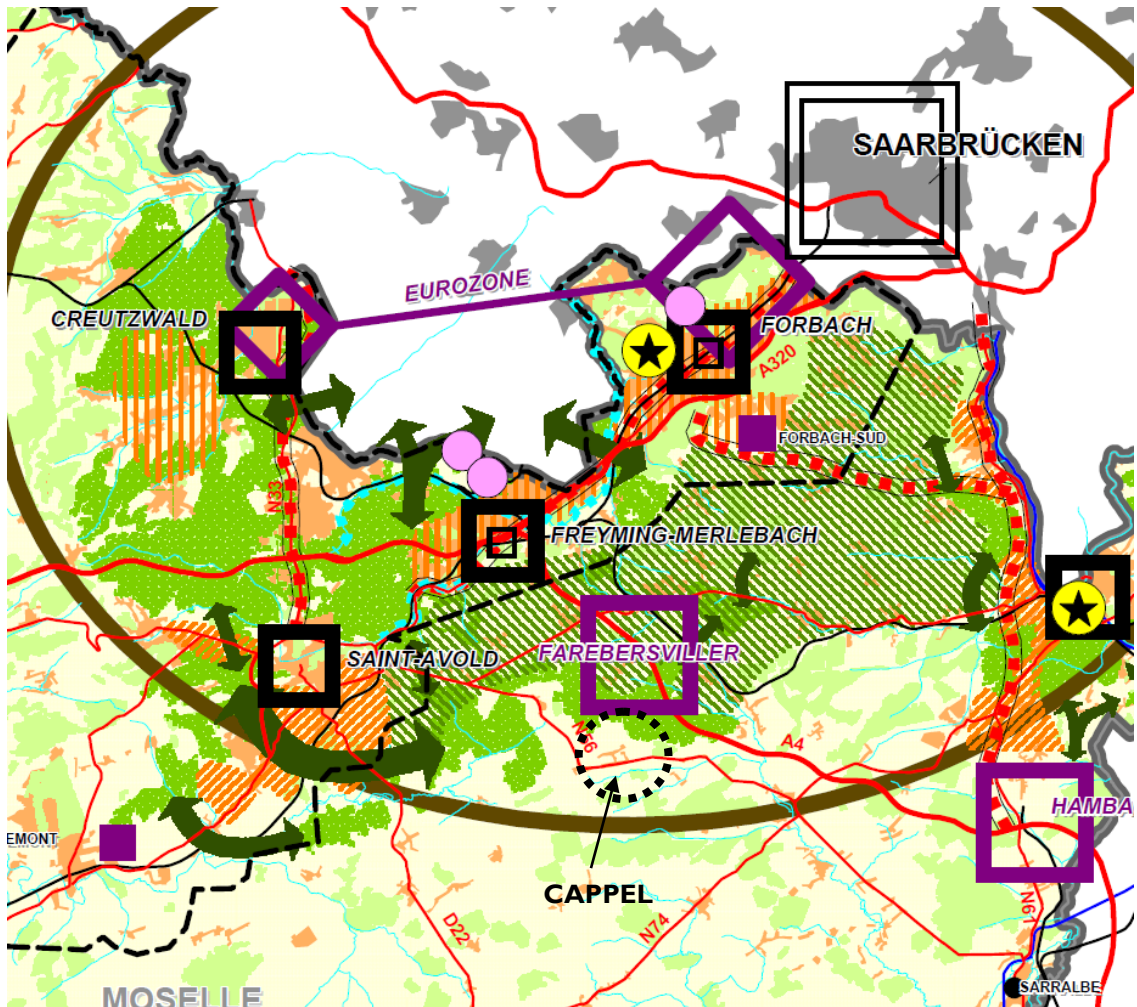 SAARBRÜCKEN
EUROZONE
CREUTZWALD
FORBACH
A320
FORBACH-SUD
N33
FREYMING-MERLEBACH
SAINT-AVOLD
FAREBERSVILLER
N56
A4
HAMBA
EMONT
CAPPEL
D22
N74
N61
SARRALBE
MOSELLE